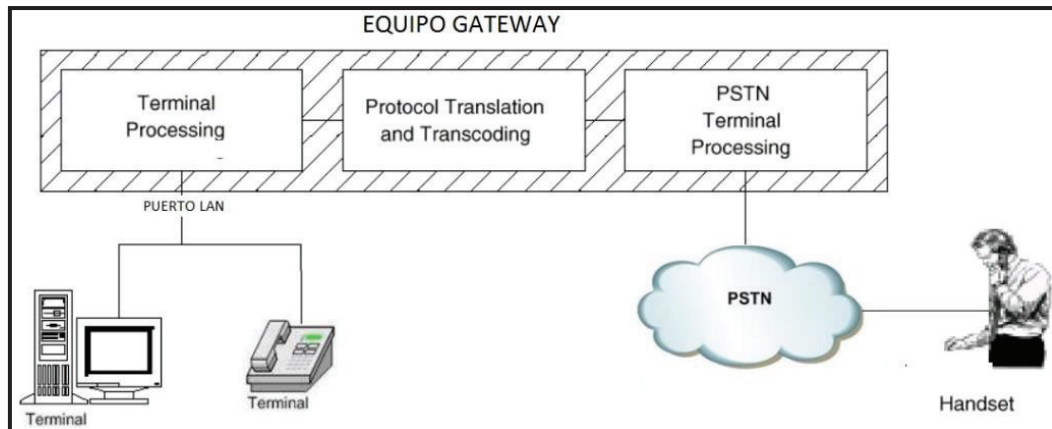 EQUIPO GATEWAY
Terminal
Processing
Protocol Translation
and Transcoding
PSTN
Terminal
Processing
PUERTO LAN
PSTN
Terminal
Terminal
Handset